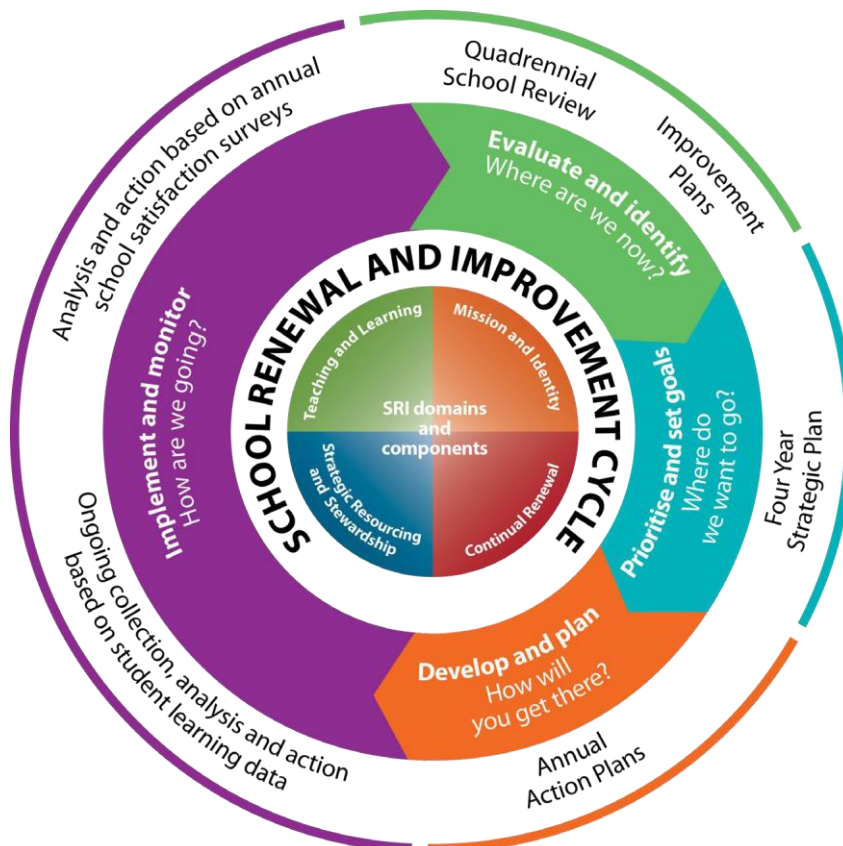 Quadrennial
School Review
Improvement
Plans
Evaluate and identify
Where are we now?
Four Year
Strategic Plan
Prioritise and set goals
Where do
we want to go?
Annual
Action Plans
Develop and plan
How will
you get there?
Ongoing collection, analysis and action
based on student learning data
Analysis and action based on annual
school satisfaction surveys
Implement and monitor
How are we going?
SCHOOL RENEWAL AND IMPROVEMENT CYCLE
Teaching and Learning
Mission and Identity
SRI domains
and
components
Strategic Resourcing
and Stewardship
Continual Renewal